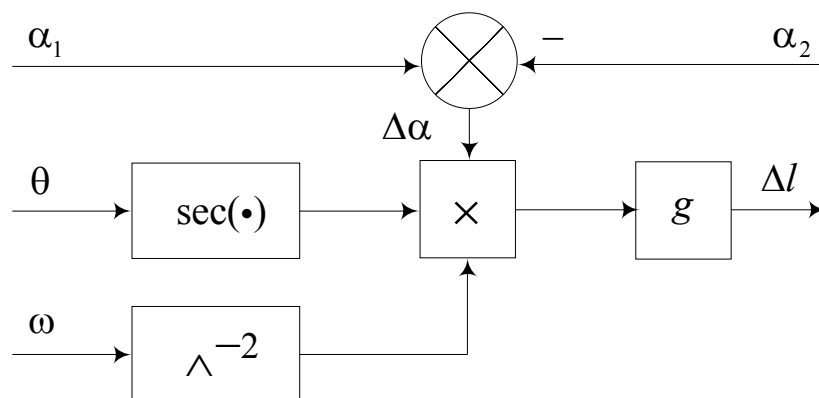 α₁
−
α₂
Δα
θ
sec(•)
×
g
Δl
ω
∧⁻²